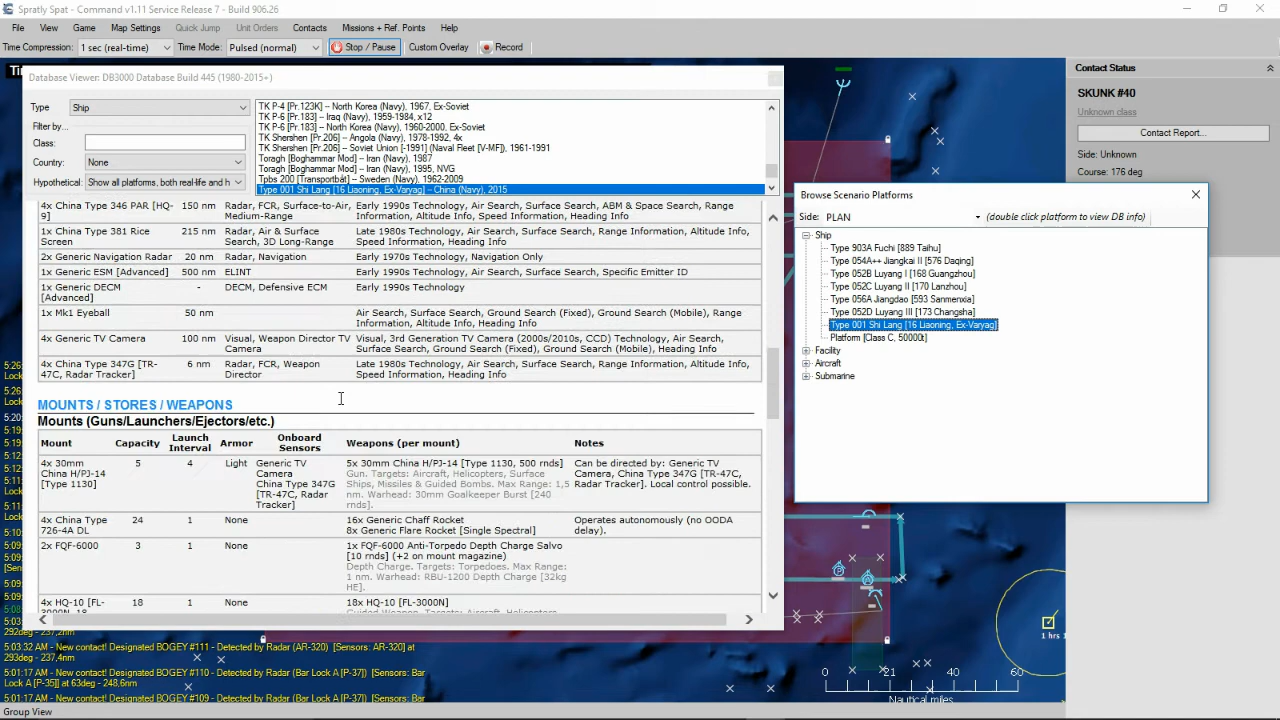 Spratly Spat - Command v1.11 Service Release 7 - Build 906.26
File View Game Map Settings Quick Jump Unit Orders Contacts Missions + Ref. Points Help
Time Compression: 1 sec (real-time) Time Mode: Pulsed (normal) Stop / Pause Custom Overlay Record
Database Viewer: DB3000 Database Build 445 (1980-2015+)
Type Ship
Filter by...
Class:
Country: None
Hypothetical: Show all platforms, both real-life and h
TK P-4 [Pr.123K] -- North Korea (Navy), 1967, Ex-Soviet
TK P-6 [Pr.183] -- Iraq (Navy), 1959-1984, x12
TK P-6 [Pr.183] -- North Korea (Navy), 1960-2000, Ex-Soviet
TK Shershen [Pr.206] -- Angola (Navy), 1978-1992, 4x
TK Shershen [Pr.206] -- Soviet Union [-1991] (Naval Fleet [V-MF]), 1961-1991
Toragh [Boghammar Mod] -- Iran (Navy), 1987
Toragh [Boghammar Mod] -- Iran (Navy), 1995, NVG
Tpbs 200 [Transportbåt] -- Sweden (Navy), 1962-2009
Type 001 Shi Lang [16 Liaoning, Ex-Varyag] -- China (Navy), 2015
9]
Radar, FCR, Surface-to-Air, Medium-Range
Early 1990s Technology, Air Search, Surface Search, ABM & Space Search, Range Information, Altitude Info, Speed Information, Heading Info
1x China Type 381 Rice Screen 215 nm Radar, Air & Surface Search, 3D Long-Range Late 1980s Technology, Air Search, Surface Search, Range Information, Altitude Info, Speed Information, Heading Info
2x Generic Navigation Radar 20 nm Radar, Navigation Early 1970s Technology, Navigation Only
1x Generic ESM [Advanced] 500 nm ELINT Early 1990s Technology, Air Search, Surface Search, Specific Emitter ID
1x Generic DECM [Advanced] - DECM, Defensive ECM Early 1990s Technology
1x Mk1 Eyeball 50 nm Air Search, Surface Search, Ground Search (Fixed), Ground Search (Mobile), Range Information, Altitude Info, Heading Info
4x Generic TV Camera 100 nm Visual, Weapon Director TV Camera Visual, 3rd Generation TV Camera (2000s/2010s, CCD) Technology, Air Search, Surface Search, Ground Search (Fixed), Ground Search (Mobile), Heading Info
4x China Type 347G [TR-47C, Radar Tracker] 6 nm Radar, FCR, Weapon Director Late 1980s Technology, Air Search, Surface Search, Range Information, Altitude Info, Speed Information, Heading Info
MOUNTS / STORES / WEAPONS
Mounts (Guns/Launchers/Ejectors/etc.)
Mount Capacity Launch Interval Armor Onboard Sensors Weapons (per mount) Notes
4x 30mm China H/PJ-14 [Type 1130] 5 4 Light Generic TV Camera China Type 347G [TR-47C, Radar Tracker] 5x 30mm China H/PJ-14 [Type 1130, 500 rnds]
Gun. Targets: Aircraft, Helicopters, Surface Ships, Missiles & Guided Bombs. Max Range: 1,5 nm. Warhead: 30mm Goalkeeper Burst [240 rnds].
Can be directed by: Generic TV Camera, China Type 347G [TR-47C, Radar Tracker]. Local control possible.
4x China Type 726-4A DL 24 1 None 16x Generic Chaff Rocket
8x Generic Flare Rocket [Single Spectral]
Operates autonomously (no OODA delay).
2x FQF-6000 3 1 None 1x FQF-6000 Anti-Torpedo Depth Charge Salvo [10 rnds] (+2 on mount magazine)
Depth Charge. Targets: Torpedoes. Max Range: 1 nm. Warhead: RBU-1200 Depth Charge [32kg HE].
4x HQ-10 [FL-3000N, 18 18 1 None 18x HQ-10 [FL-3000N]
Browse Scenario Platforms
Side: PLAN (double click platform to view DB info)
Ship
Type 903A Fuchi [889 Taihu]
Type 054A++ Jiangkai II [576 Daqing]
Type 052B Luyang I [168 Guangzhou]
Type 052C Luyang II [170 Lanzhou]
Type 056A Jiangdao [593 Sanmenxia]
Type 052D Luyang III [173 Changsha]
Type 001 Shi Lang [16 Liaoning, Ex-Varyag]
Platform [Class C, 50000t]
Facility
Aircraft
Submarine
Contact Status
SKUNK #40
Unknown class
Contact Report...
Side: Unknown
Course: 176 deg
292deg - 237,2nm
5:03:32 AM - New contact! Designated BOGEY #111 - Detected by Radar (AR-320) [Sensors: AR-320] at
293deg - 237,4nm
5:01:17 AM - New contact! Designated BOGEY #110 - Detected by Radar (Bar Lock A [P-37]) [Sensors: Bar
Lock A [P-37]] at 63deg - 248,6nm
5:01:17 AM - New contact! Designated BOGEY #109 - Detected by Radar (Bar Lock A [P-37]) [Sensors: Bar
1 hrs
0 21 40 60
Nautical miles
Group View